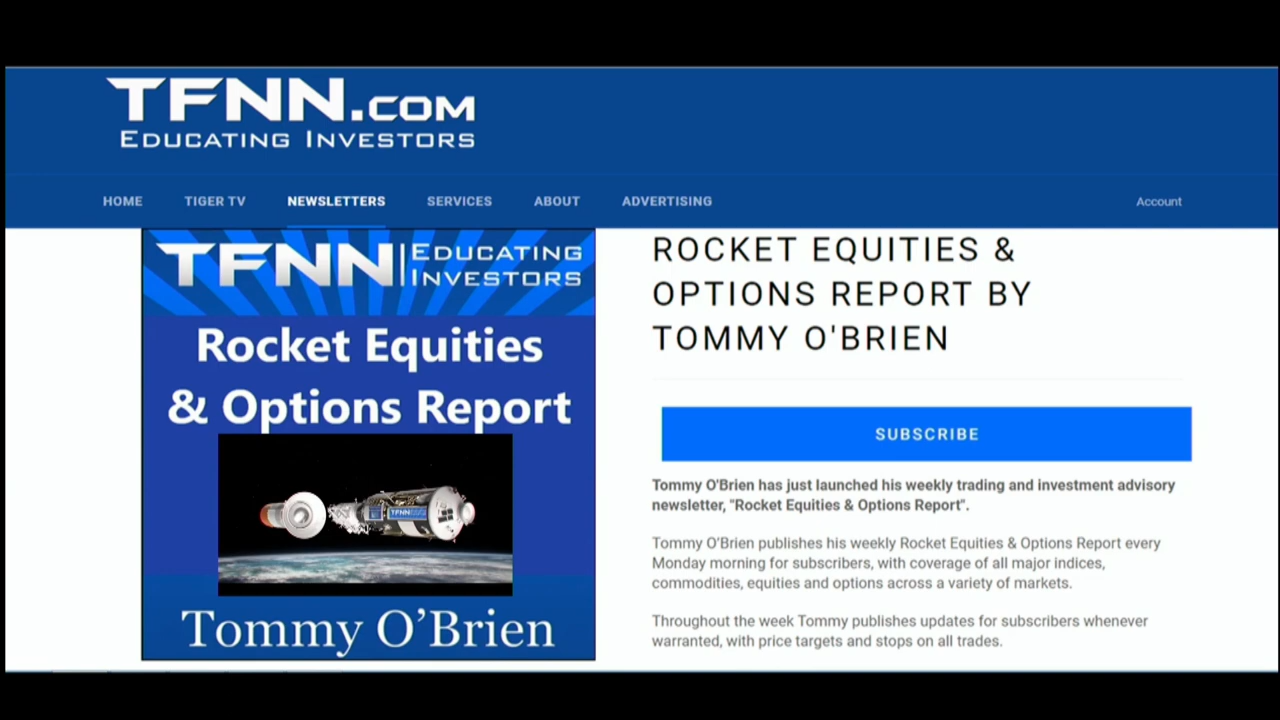 TFNN.COM
EDUCATING INVESTORS
HOME TIGER TV NEWSLETTERS SERVICES ABOUT ADVERTISING Account
TFNN EDUCATING
INVESTORS
Rocket Equities
& Options Report
TFNN
Tommy O’Brien
ROCKET EQUITIES &
OPTIONS REPORT BY
TOMMY O'BRIEN
SUBSCRIBE
Tommy O'Brien has just launched his weekly trading and investment advisory
newsletter, "Rocket Equities & Options Report".
Tommy O’Brien publishes his weekly Rocket Equities & Options Report every
Monday morning for subscribers, with coverage of all major indices,
commodities, equities and options across a variety of markets.
Throughout the week Tommy publishes updates for subscribers whenever
warranted, with price targets and stops on all trades.